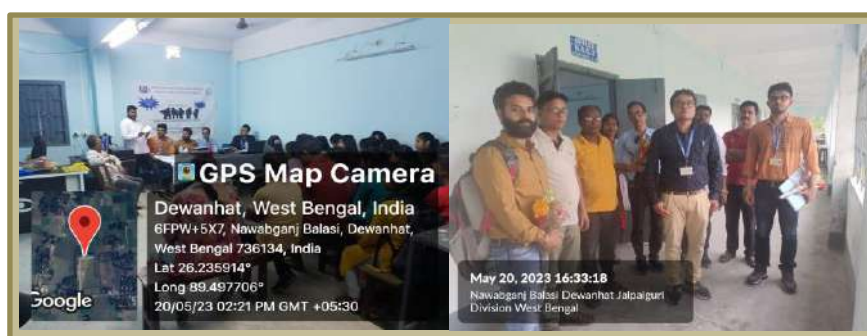 GPS Map Camera
Dewanhat, West Bengal, India
6FPW+5X7, Nawabganj Balasi, Dewanhat,
West Bengal 736134, India
Lat 26.235914°
Long 89.497706°
20/05/23 02:21 PM GMT +05:30
Google
May 20, 2023 16:33:18
Nawabganj Balasi Dewanhat Jalpaiguri
Division West Bengal